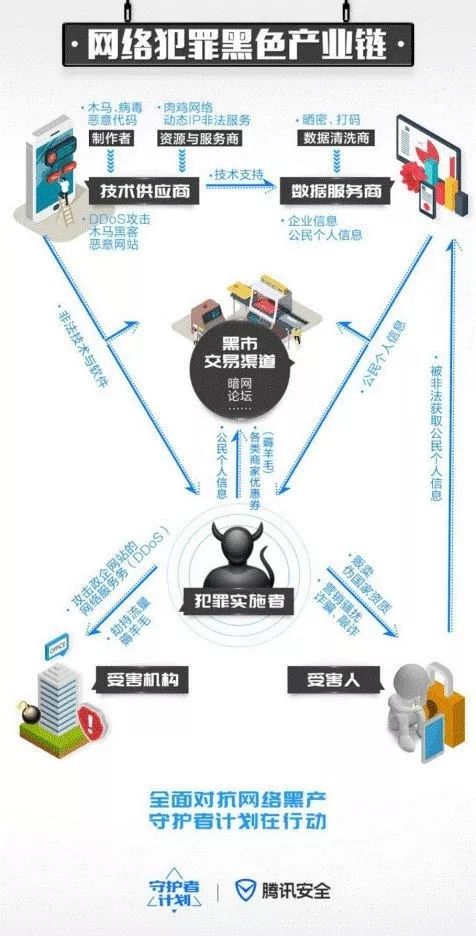 ·网络犯罪黑色产业链·
·木马、病毒
恶意代码
·肉鸡网络
动态IP非法服务
·晒密、打码
制作者
资源与服务商
数据清洗商
技术供应商
·技术支持
数据服务商
·DDoS攻击
木马黑客
恶意网站
·企业信息
公民个人信息
·非法技术与软件
黑市
交易渠道
暗网
论坛
·公民个人信息
·被非法获取公民个人信息
·公民个人信息
·各类商家优惠券
(薅羊毛)
·攻击攻企网站的
网络服务务(DDoS)
·劫持流量
薅羊毛
犯罪实施者
·贩卖
伪国家资质
·营销骚扰
诈骗、敲诈
OFFICE
受害机构
受害人
全面对抗网络黑产
守护者计划在行动
守护者
计划
腾讯安全